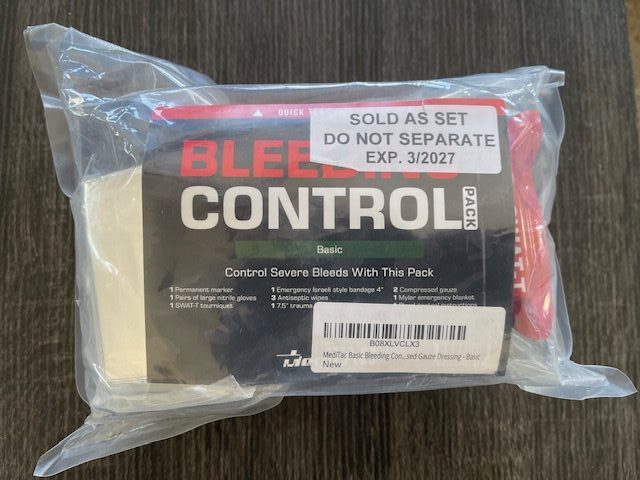 QUICK
SOLD AS SET
DO NOT SEPARATE
EXP. 3/2027
BLEEDING
CONTROL
PACK
Basic
Control Severe Bleeds With This Pack
1 Permanent marker
1 Pairs of large nitrile gloves
1 SWAT-T tourniquet
1 Emergency Israeli style bandage 4"
3 Antiseptic wipes
1 7.5" trauma
2 Compressed gauze
1 Mylar emergency blanket
B08XLVCLX3
MediTac Basic Bleeding Con...sed Gauze Dressing - Basic
New